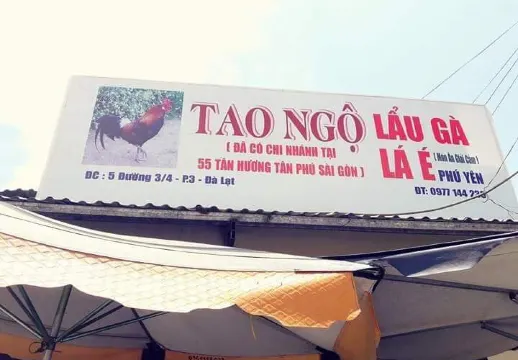 TAO NGỘ
( ĐÃ CÓ CHI NHÁNH TẠI
55 TÂN HƯƠNG TÂN PHÚ SÀI GÒN )
ĐC : 5 Đường 3/4 - P.3 - Đà Lạt
LẨU GÀ
LÁ É
PHÚ YÊN
ĐT: 0977 144